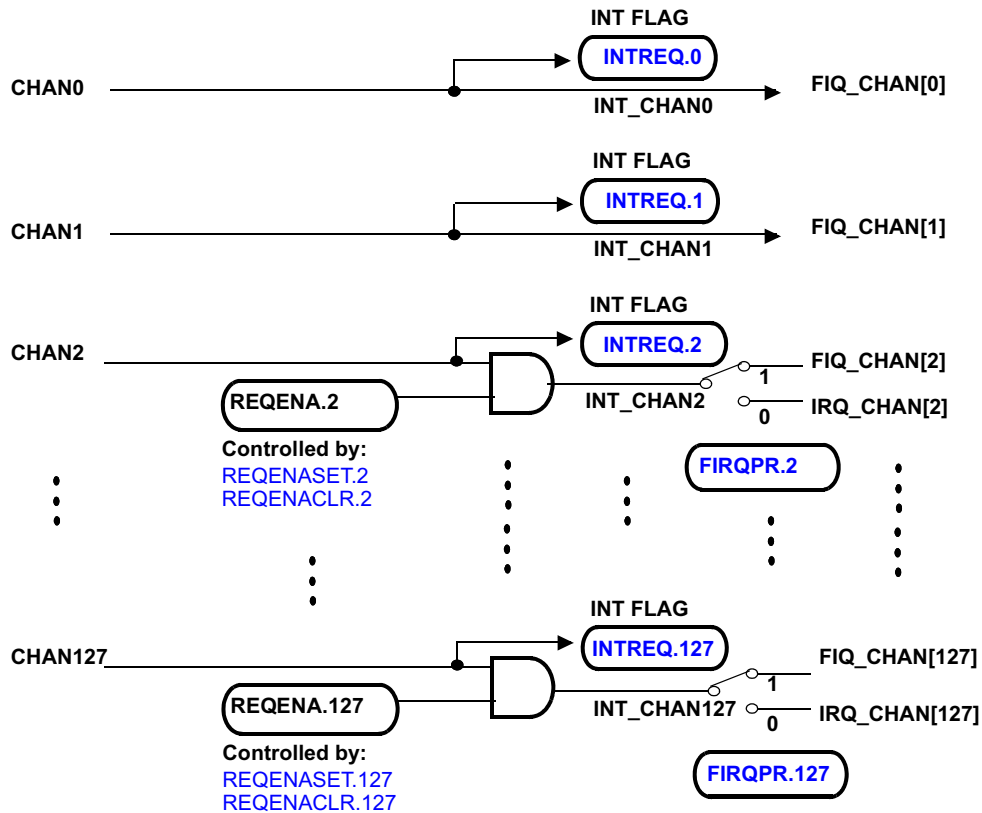 INT FLAG
INTREQ.0
CHAN0
FIQ_CHAN[0]
INT_CHAN0
INT FLAG
INTREQ.1
CHAN1
FIQ_CHAN[1]
INT_CHAN1
INT FLAG
INTREQ.2
CHAN2
FIQ_CHAN[2]
1
REQENA.2
INT_CHAN2
IRQ_CHAN[2]
0
Controlled by:
REQENASET.2
REQENACLR.2
FIRQPR.2
INT FLAG
INTREQ.127
CHAN127
FIQ_CHAN[127]
1
REQENA.127
INT_CHAN127
IRQ_CHAN[127]
0
Controlled by:
REQENASET.127
REQENACLR.127
FIRQPR.127